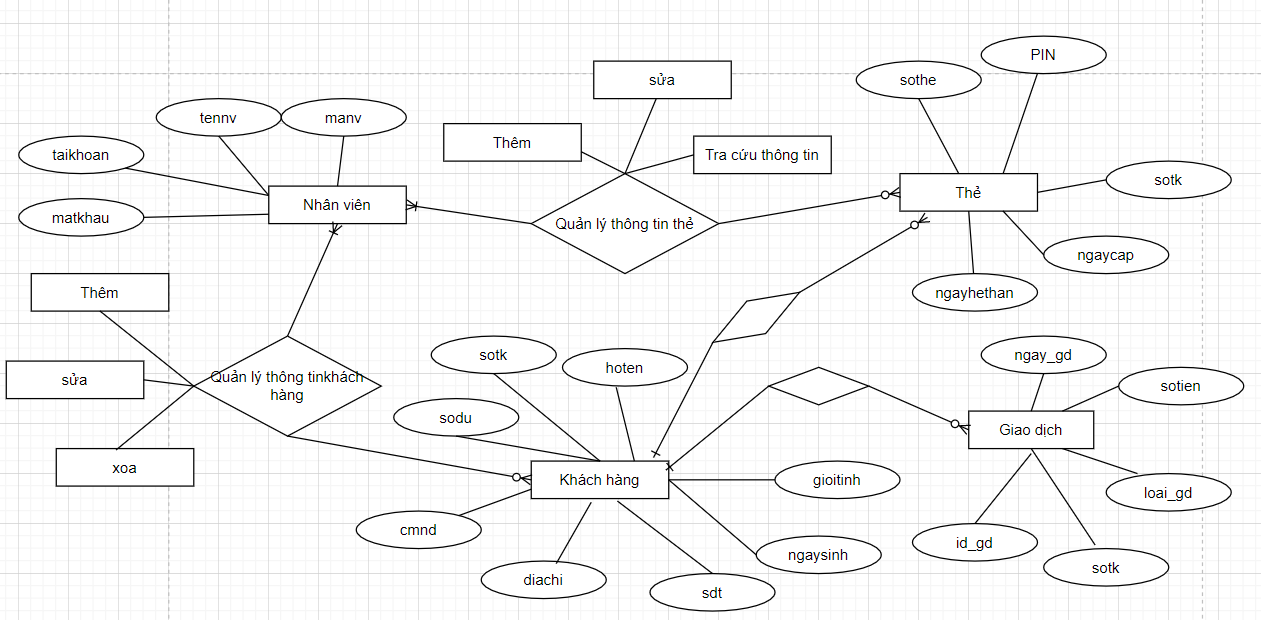 PIN
sửa
sothe
tennv
manv
Thêm
Tra cứu thông tin
taikhoan
sotk
Thẻ
Nhân viên
matkhau
Quản lý thông tin thẻ
ngaycap
Thêm
ngayhethan
sotk
hoten
ngay_gd
sửa
Quản lý thông tinkhách
hàng
sotien
sodu
Giao dịch
xoa
Khách hàng
gioitinh
loai_gd
cmnd
id_gd
ngaysinh
sotk
diachi
sdt